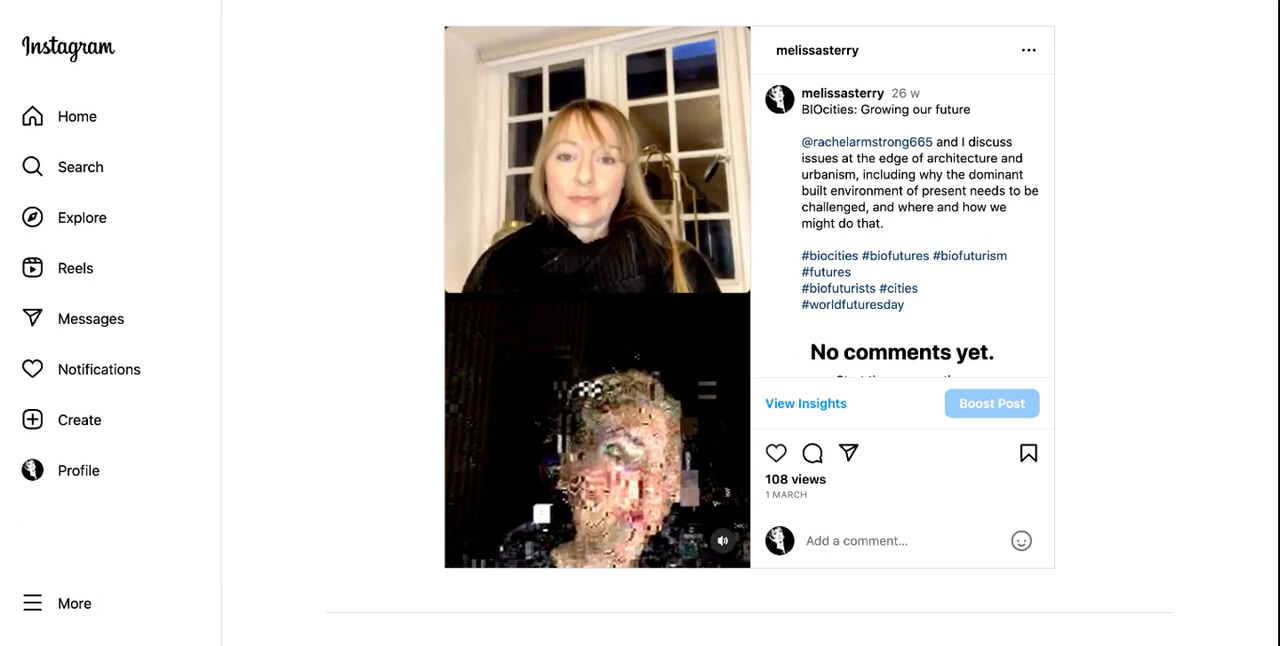 Instagram
Home
Search
Explore
Reels
Messages
Notifications
Create
Profile
More
melissasterry
melissasterry 26 w
BIOcities: Growing our future
@rachelarmstrong665 and I discuss
issues at the edge of architecture and
urbanism, including why the dominant
built environment of present needs to be
challenged, and where and how we
might do that.
#biocities #biofutures #biofuturism
#futures
#biofuturists #cities
#worldfuturesday
No comments yet.
View Insights
Boost Post
108 views
1 MARCH
Add a comment...